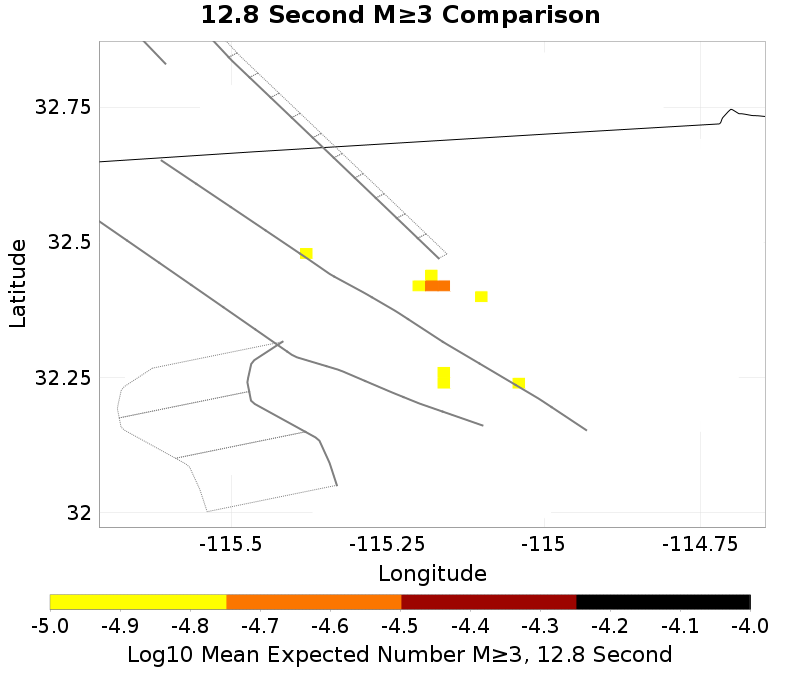 12.8 Second M≥3 Comparison
32.75
32.5
32.25
32
Latitude
-115.5 -115.25 -115 -114.75
Longitude
-5.0 -4.9 -4.8 -4.7 -4.6 -4.5 -4.4 -4.3 -4.2 -4.1 -4.0
Log10 Mean Expected Number M≥3, 12.8 Second